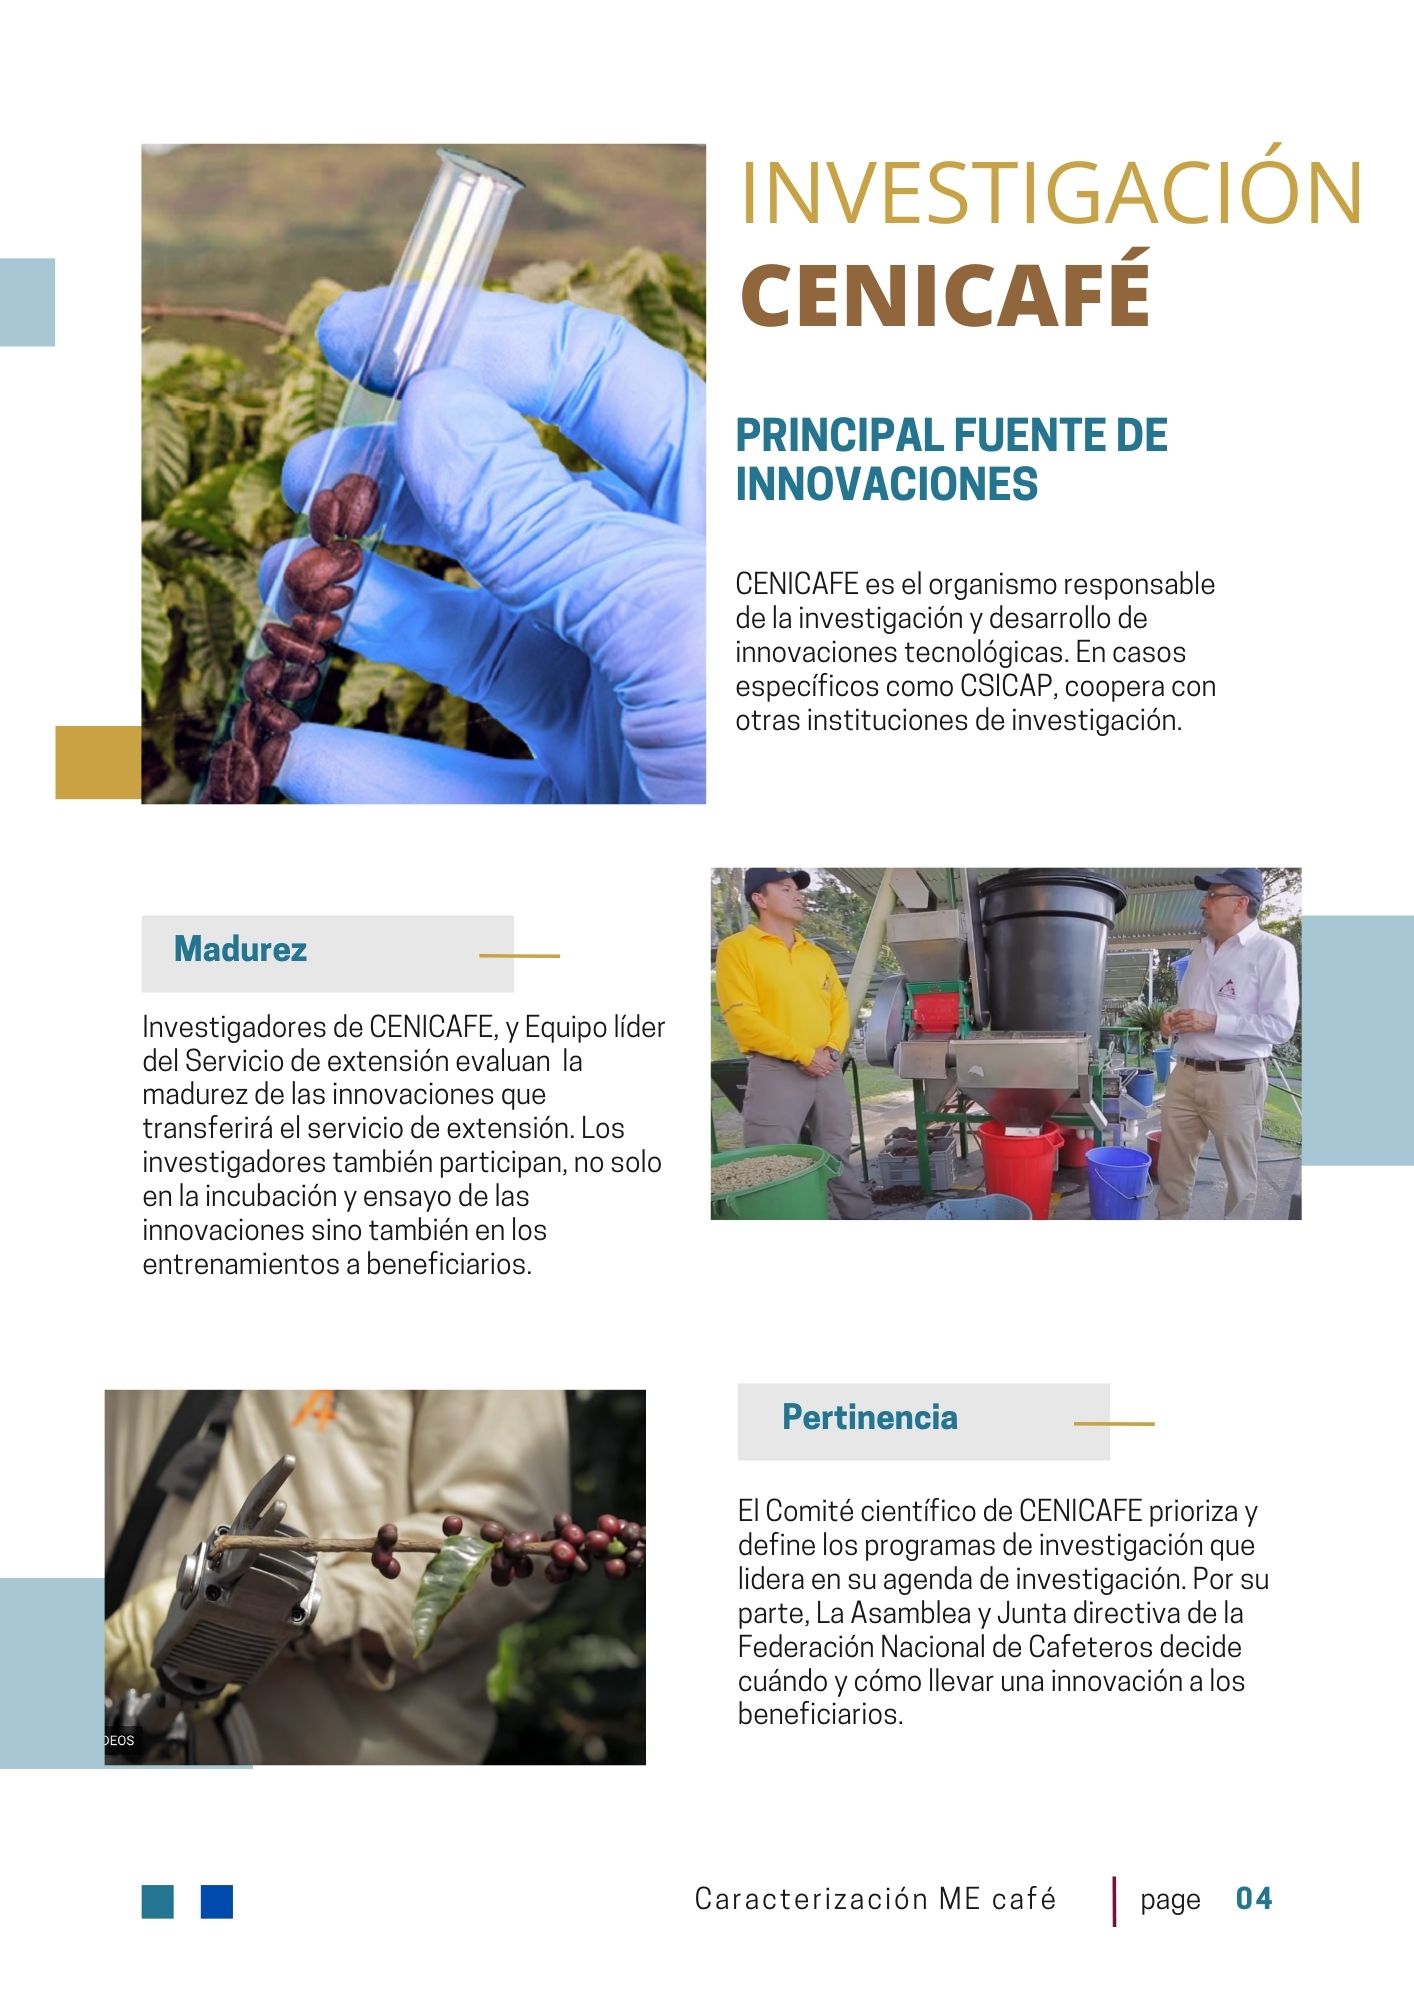 INVESTIGACIÓN
CENICAFÉ
PRINCIPAL FUENTE DE
INNOVACIONES
CENICAFE es el organismo responsable
de la investigación y desarrollo de
innovaciones tecnológicas. En casos
específicos como CSICAP, coopera con
otras instituciones de investigación.
Madurez
Investigadores de CENICAFE, y Equipo líder
del Servicio de extensión evaluan  la
madurez de las innovaciones que
transferirá el servicio de extensión. Los
investigadores también participan, no solo
en la incubación y ensayo de las
innovaciones sino también en los
entrenamientos a beneficiarios.
Pertinencia
El Comité científico de CENICAFE prioriza y
define los programas de investigación que
lidera en su agenda de investigación. Por su
parte, La Asamblea y Junta directiva de la
Federación Nacional de Cafeteros decide
cuándo y cómo llevar una innovación a los
beneficiarios.
DEOS
Caracterización ME café
page 04